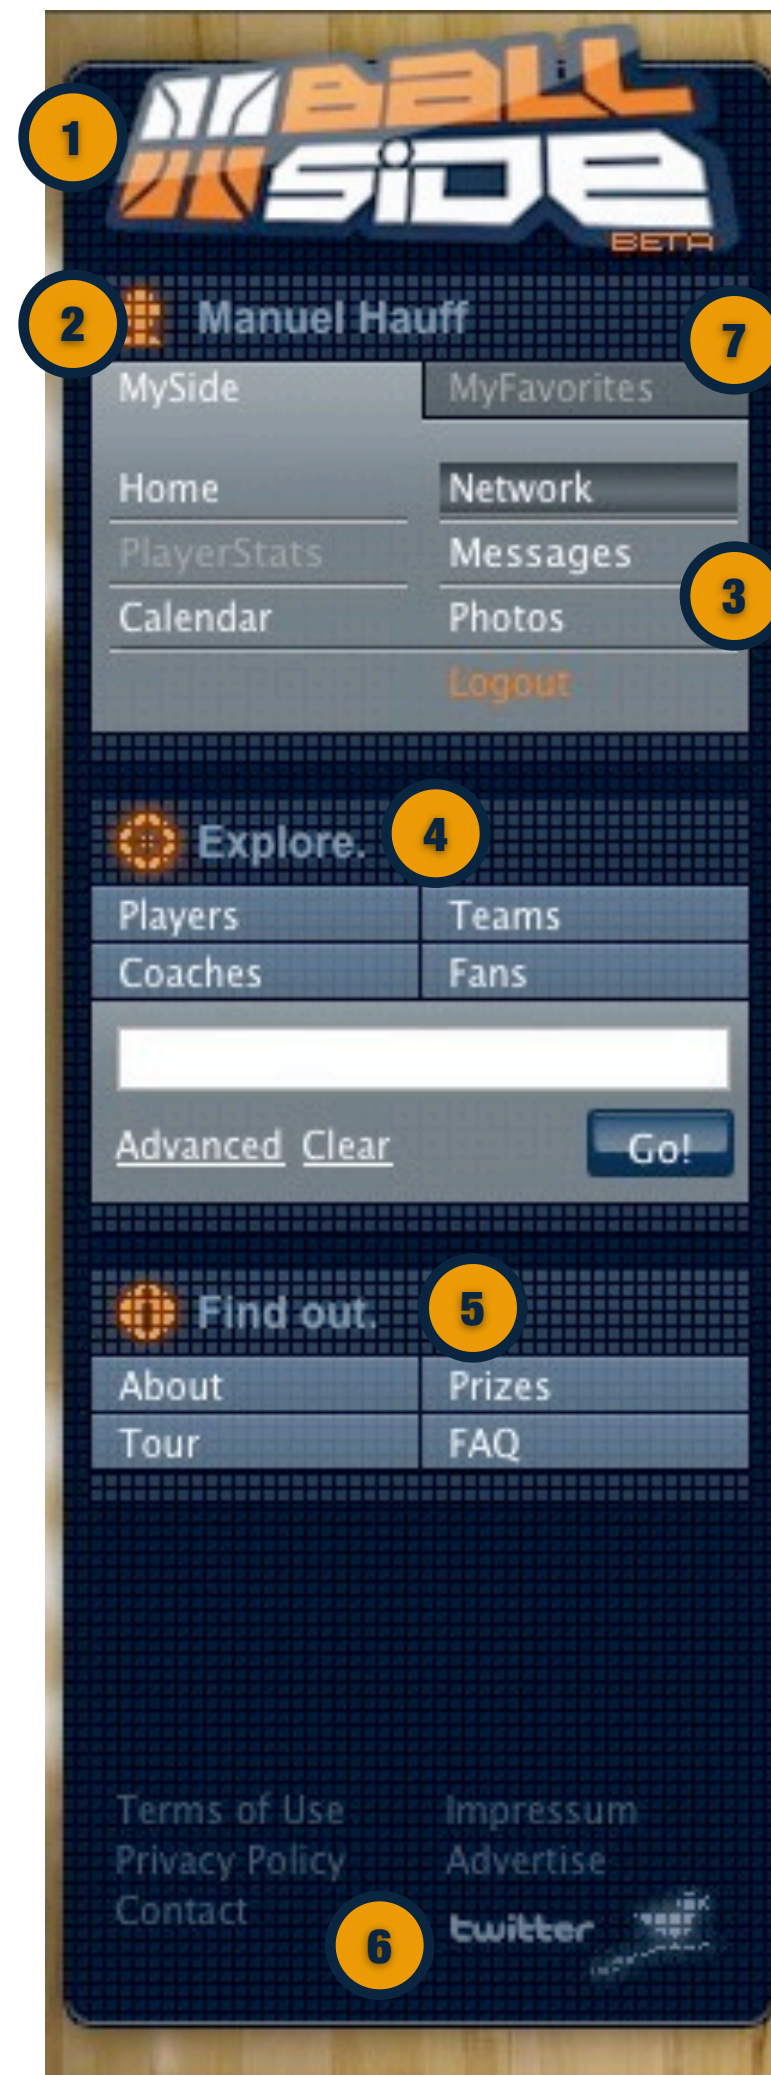 1
BALL
SiDE
BETA
2
Manuel Hauff
7
MySide MyFavorites
Home Network
PlayerStats Messages
3
Calendar Photos
Logout
Explore. 4
Players Teams
Coaches Fans
Advanced Clear Go!
Find out. 5
About Prizes
Tour FAQ
Terms of Use Impressum
Privacy Policy Advertise
Contact twitter
6